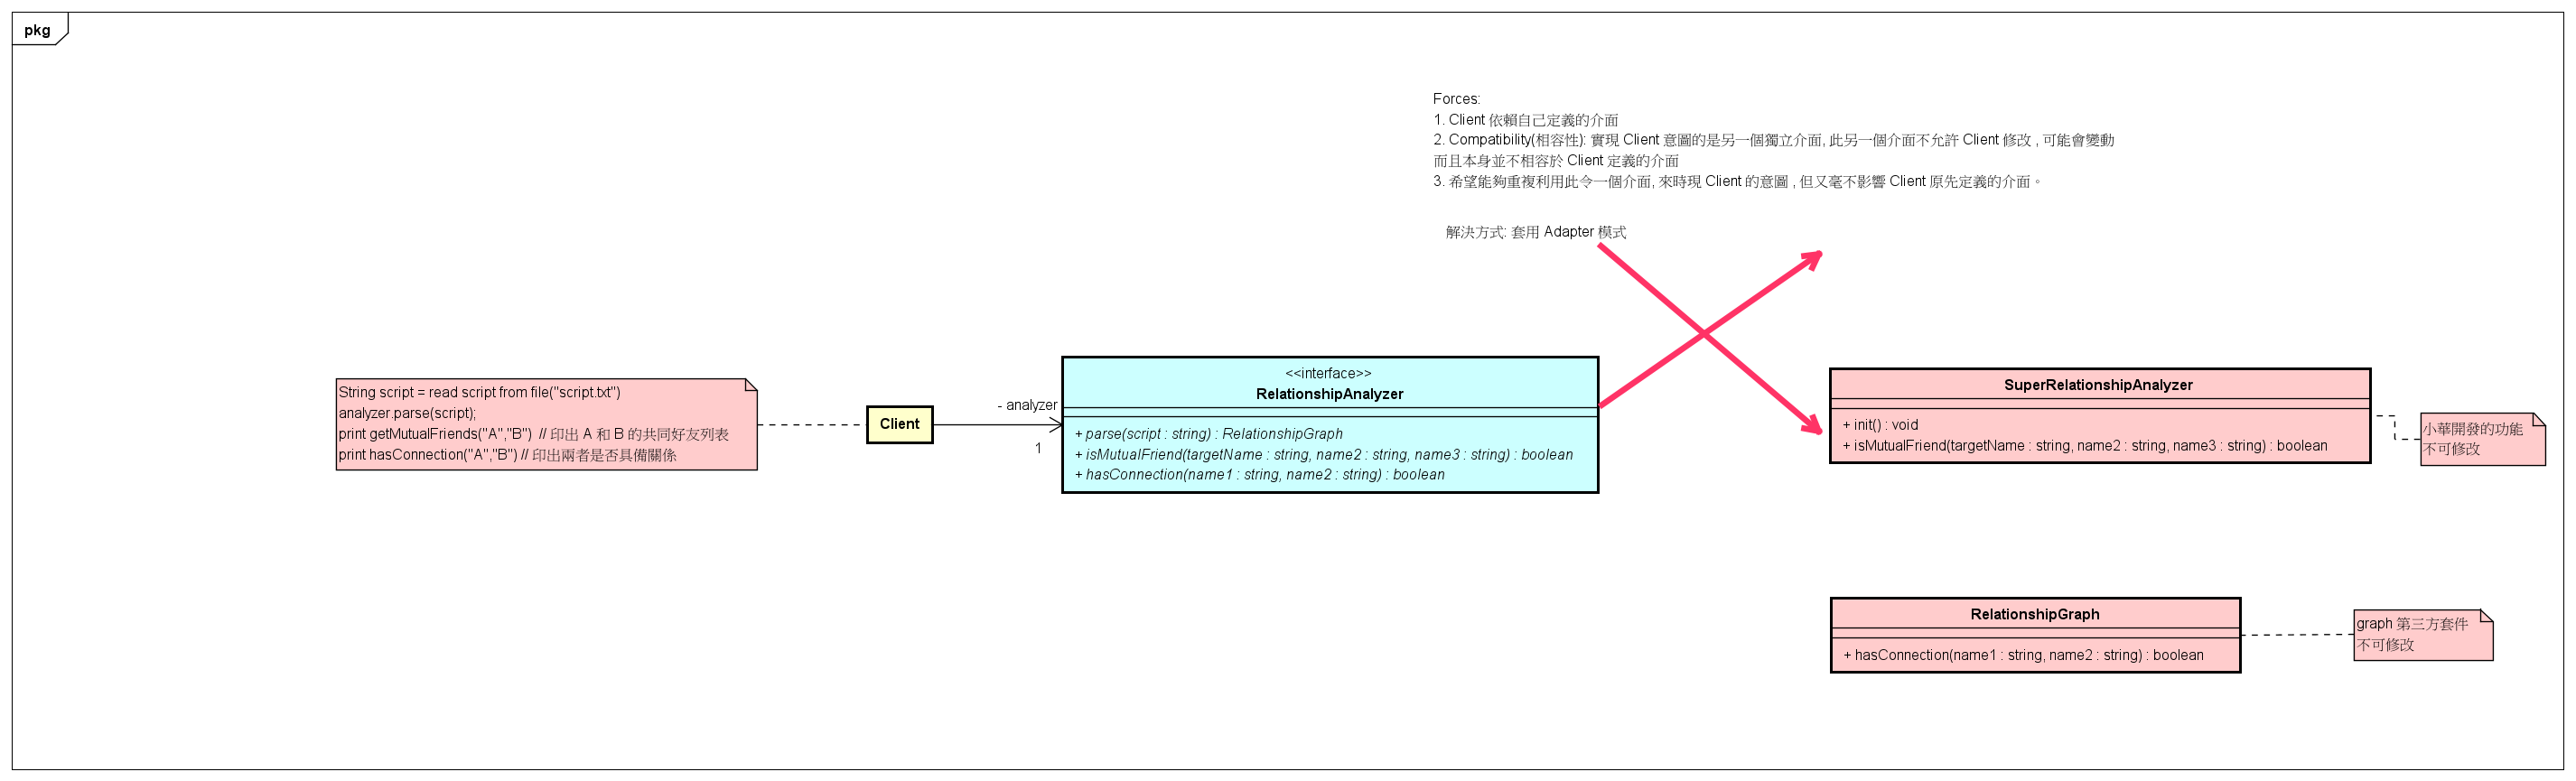 pkg
Forces:
1. Client 依賴自己定義的介面
2. Compatibility(相容性): 實現 Client 意圖的是另一個獨立介面, 此另一個介面不允許 Client 修改 , 可能會變動
而且本身並不相容於 Client 定義的介面
3. 希望能夠重複利用此令一個介面, 來時現 Client 的意圖 , 但又毫不影響 Client 原先定義的介面。
解決方式: 套用 Adapter 模式
String script = read script from file("script.txt")
analyzer.parse(script);
print getMutualFriends("A","B")  // 印出 A 和 B 的共同好友列表
print hasConnection("A","B") // 印出兩者是否具備關係
Client
- analyzer
1
<<interface>>
RelationshipAnalyzer
+ parse(script : string) : RelationshipGraph
+ isMutualFriend(targetName : string, name2 : string, name3 : string) : boolean
+ hasConnection(name1 : string, name2 : string) : boolean
SuperRelationshipAnalyzer
+ init() : void
+ isMutualFriend(targetName : string, name2 : string, name3 : string) : boolean
小華開發的功能
不可修改
RelationshipGraph
+ hasConnection(name1 : string, name2 : string) : boolean
graph 第三方套件
不可修改